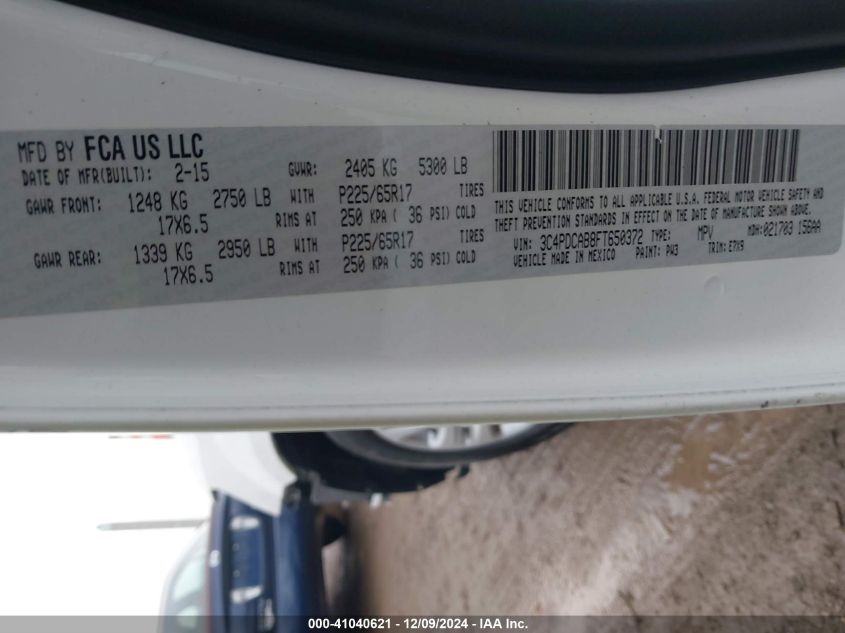 MFD BY FCA US LLC
DATE OF MFR(BUILT): 2-15 GVWR: 2405 KG 5300 LB
GAWR FRONT: 1248 KG 2750 LB WITH P225/65R17 TIRES
17X6.5 RIMS AT 250 KPA ( 36 PSI) COLD
GAWR REAR: 1339 KG 2950 LB WITH P225/65R17 TIRES
17X6.5 RIMS AT 250 KPA ( 36 PSI) COLD
THIS VEHICLE CONFORMS TO ALL APPLICABLE U.S.A. FEDERAL MOTOR VEHICLE SAFETY AND
THEFT PREVENTION STANDARDS IN EFFECT ON THE DATE OF MANUFACTURE SHOWN ABOVE.
VIN: 3C4PDCAB8FT650372 TYPE: MPV MDH: 021703 156AA
VEHICLE MADE IN MEXICO PAINT: PW3 TRIM: E7X9
000-41040621 - 12/09/2024 - IAA Inc.